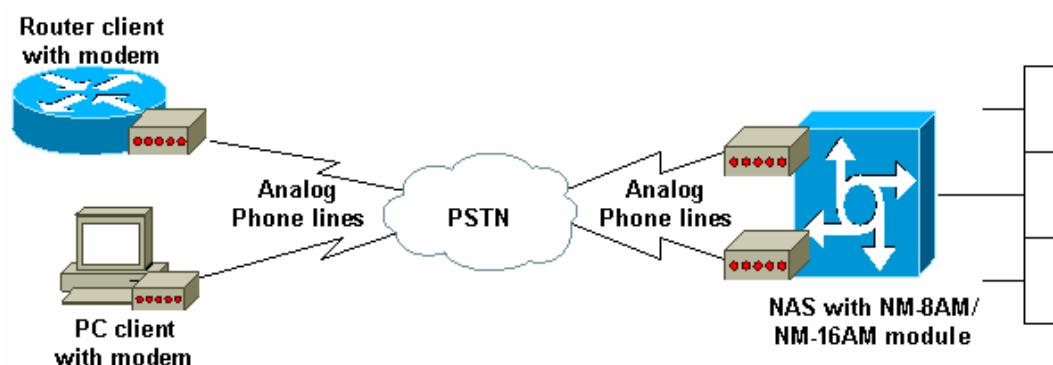 Router client
with modem
Analog
Phone lines
PSTN
Analog
Phone lines
PC client
with modem
NAS with NM-8AM/
NM-16AM module